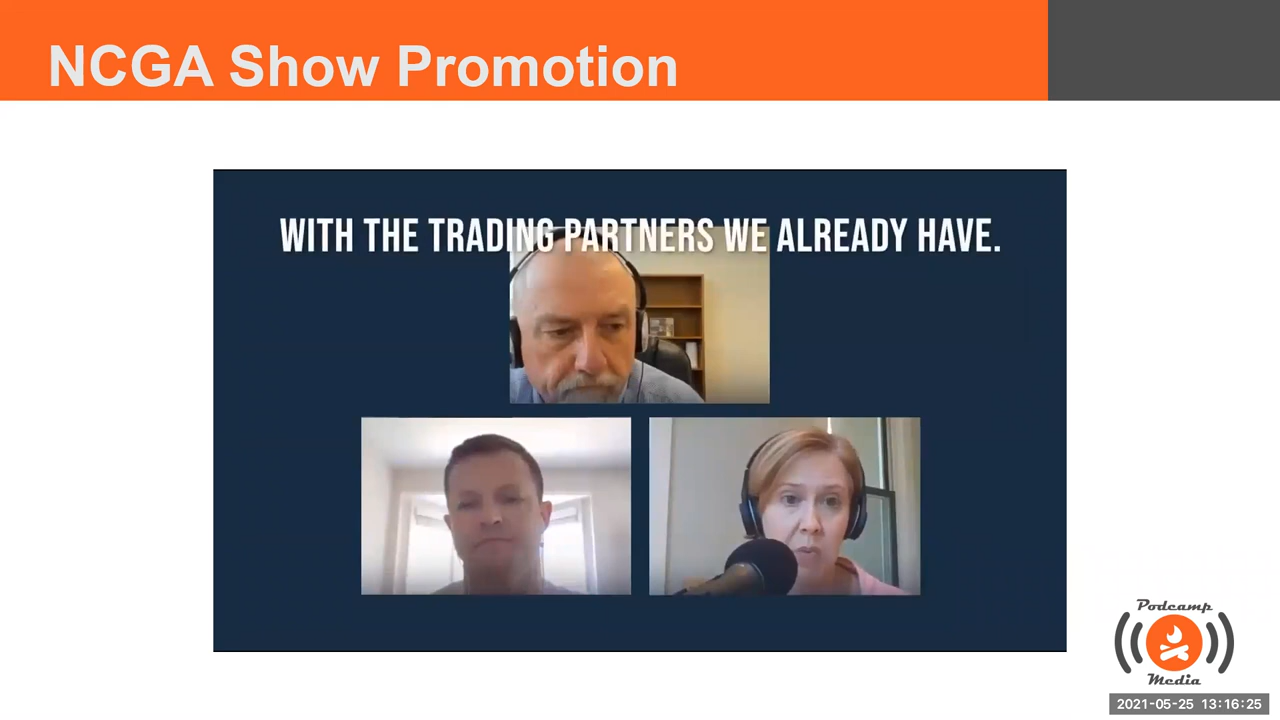 NCGA Show Promotion
WITH THE TRADING PARTNERS WE ALREADY HAVE.
Podcamp
Media
2021-05-25 13:16:25